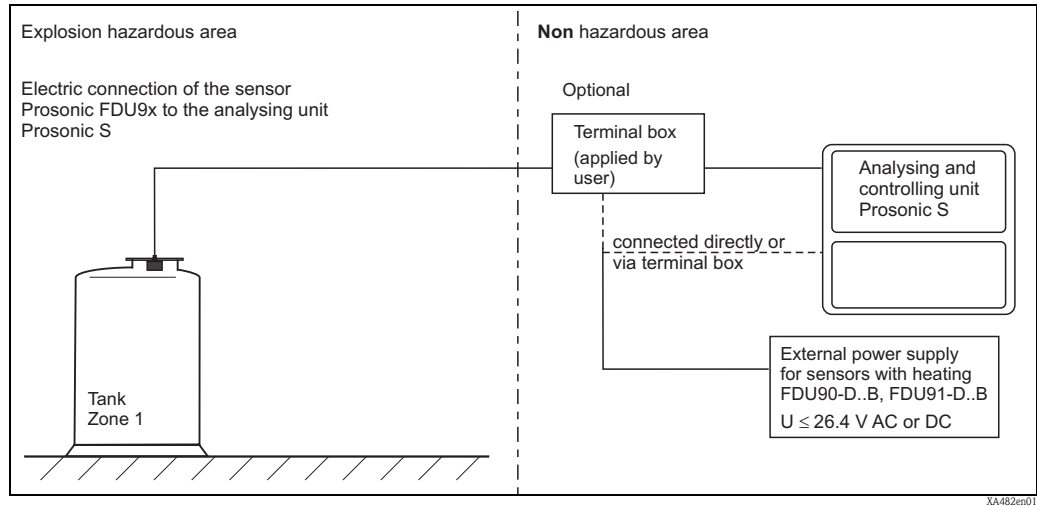 Explosion hazardous area
Electric connection of the sensor
Prosonic FDU9x to the analysing unit
Prosonic S
Tank
Zone 1
Non hazardous area
Optional
Terminal box
(applied by
user)
Analysing and
controlling unit
Prosonic S
connected directly or
via terminal box
External power supply
for sensors with heating
FDU90-D..B, FDU91-D..B
U ≤ 26.4 V AC or DC
XA482en01